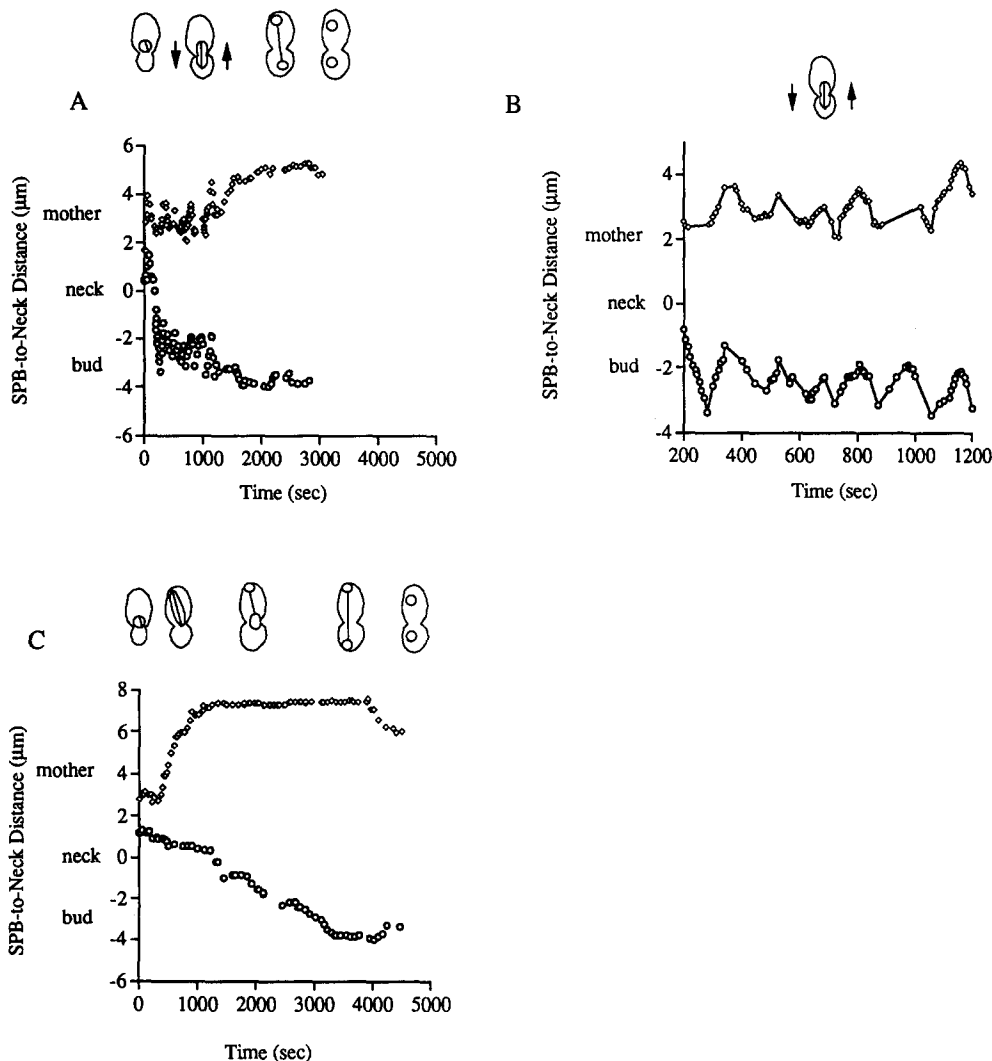 A
SPB-to-Neck Distance (μm)
6
4
mother
2
neck
0
-2
bud
-4
-6
0 1000 2000 3000 4000 5000
Time (sec)
B
SPB-to-Neck Distance (μm)
4
mother
2
neck
0
bud
-2
-4
200 400 600 800 1000 1200
Time (sec)
C
SPB-to-Neck Distance (μm)
8
6
mother
4
2
neck
0
-2
bud
-4
-6
0 1000 2000 3000 4000 5000
Time (sec)